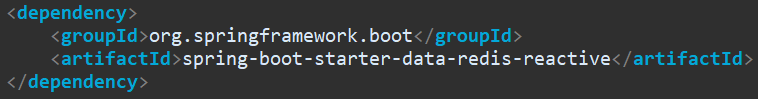 <dependency>
    <groupId>org.springframework.boot</groupId>
    <artifactId>spring-boot-starter-data-redis-reactive</artifactId>
</dependency>